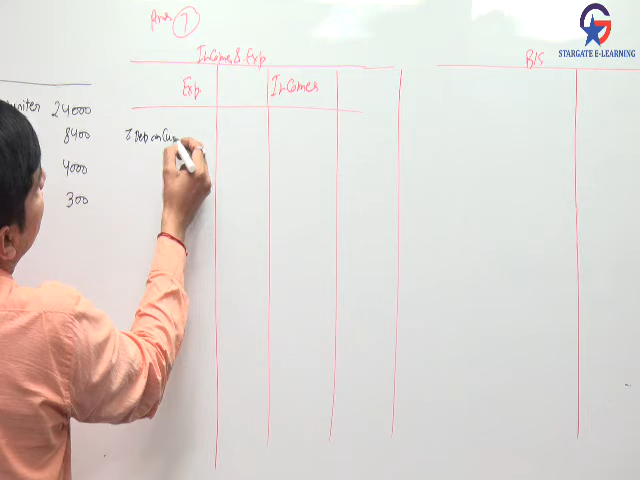 Ans 7
STARGATE E-LEARNING
Incomes & Exp
B/S
Exp
Incomes
24000
8400
4000
300